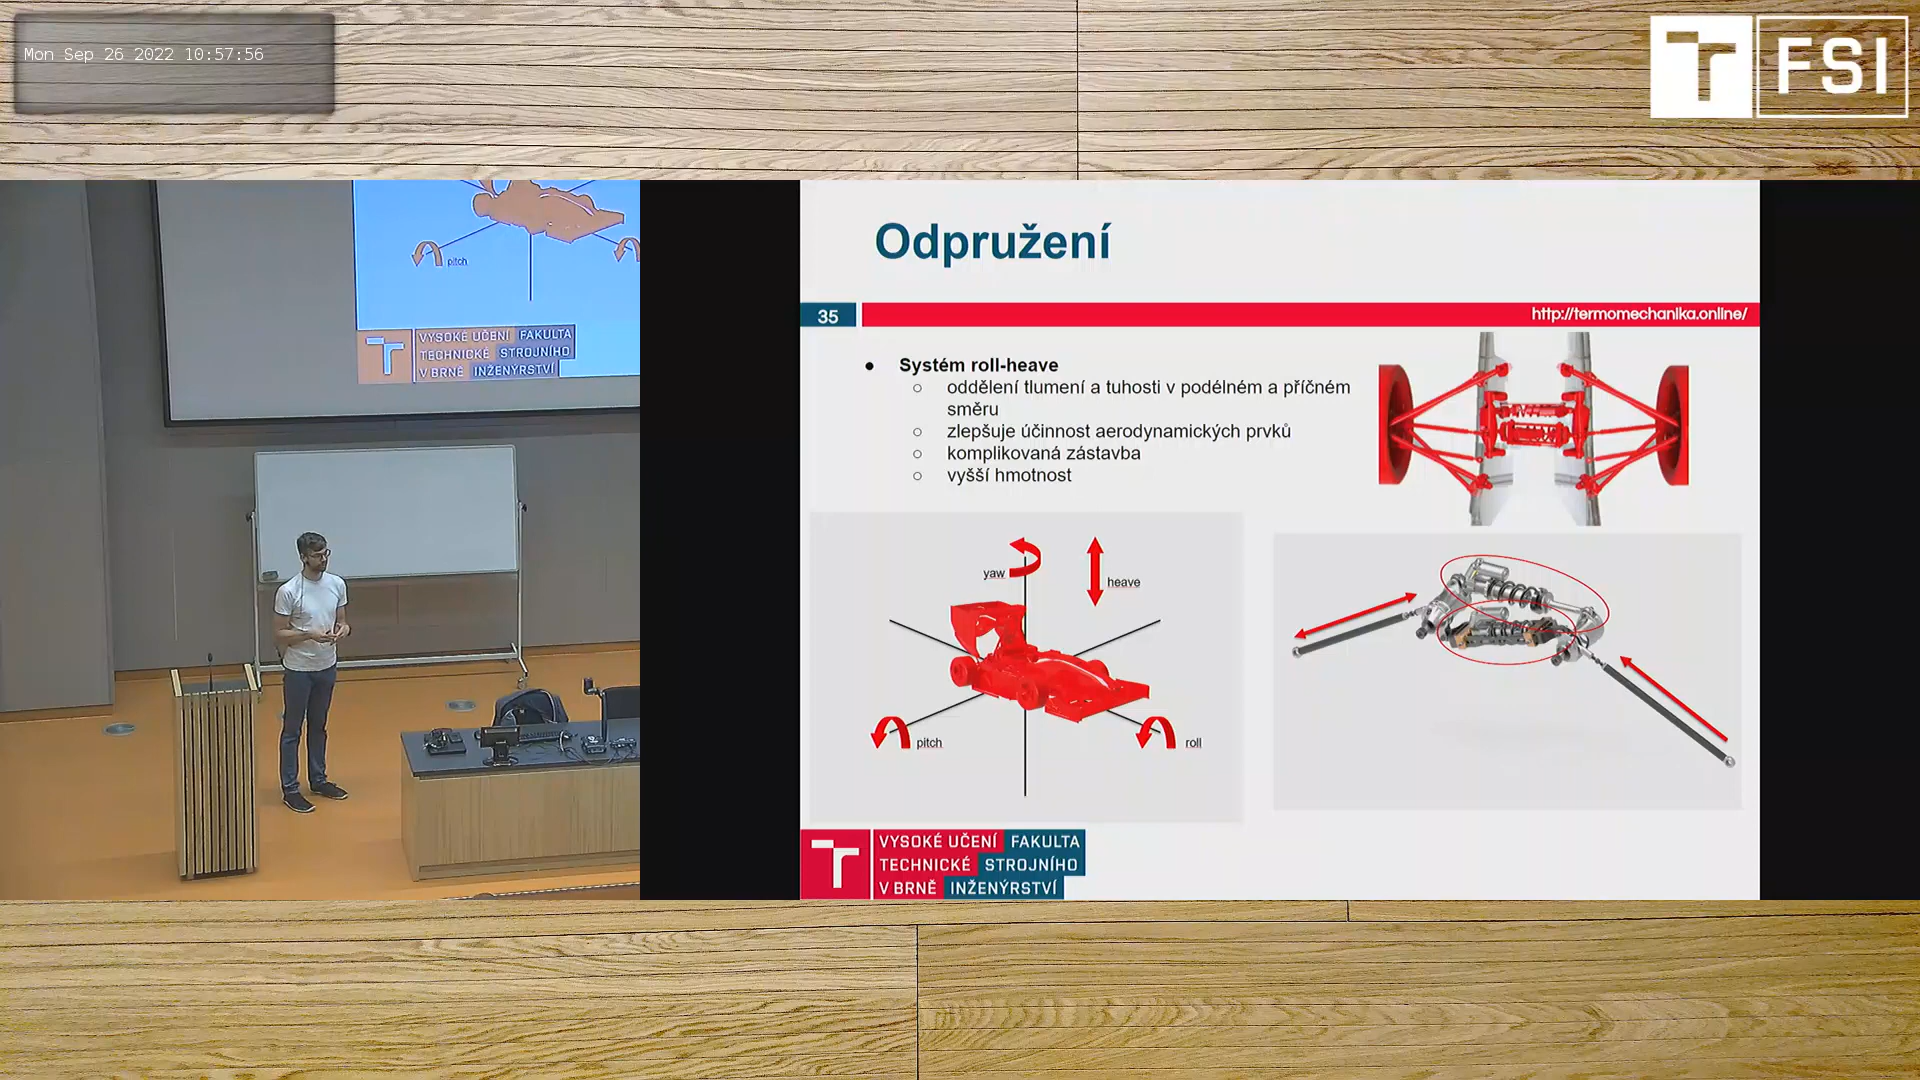 Mon Sep 26 2022 10:57:56
FSI
pitch
VYSOKÉ UČENÍ FAKULTA
TECHNICKÉ STROJNÍHO
V BRNĚ INŽENÝRSTVÍ
Odpružení
35
http://termomechanika.online/
● Systém roll-heave
○ oddělení tlumení a tuhosti v podélném a příčném
směru
○ zlepšuje účinnost aerodynamických prvků
○ komplikovaná zástavba
○ vyšší hmotnost
yaw
heave
pitch
roll
VYSOKÉ UČENÍ FAKULTA
TECHNICKÉ STROJNÍHO
V BRNĚ INŽENÝRSTVÍ